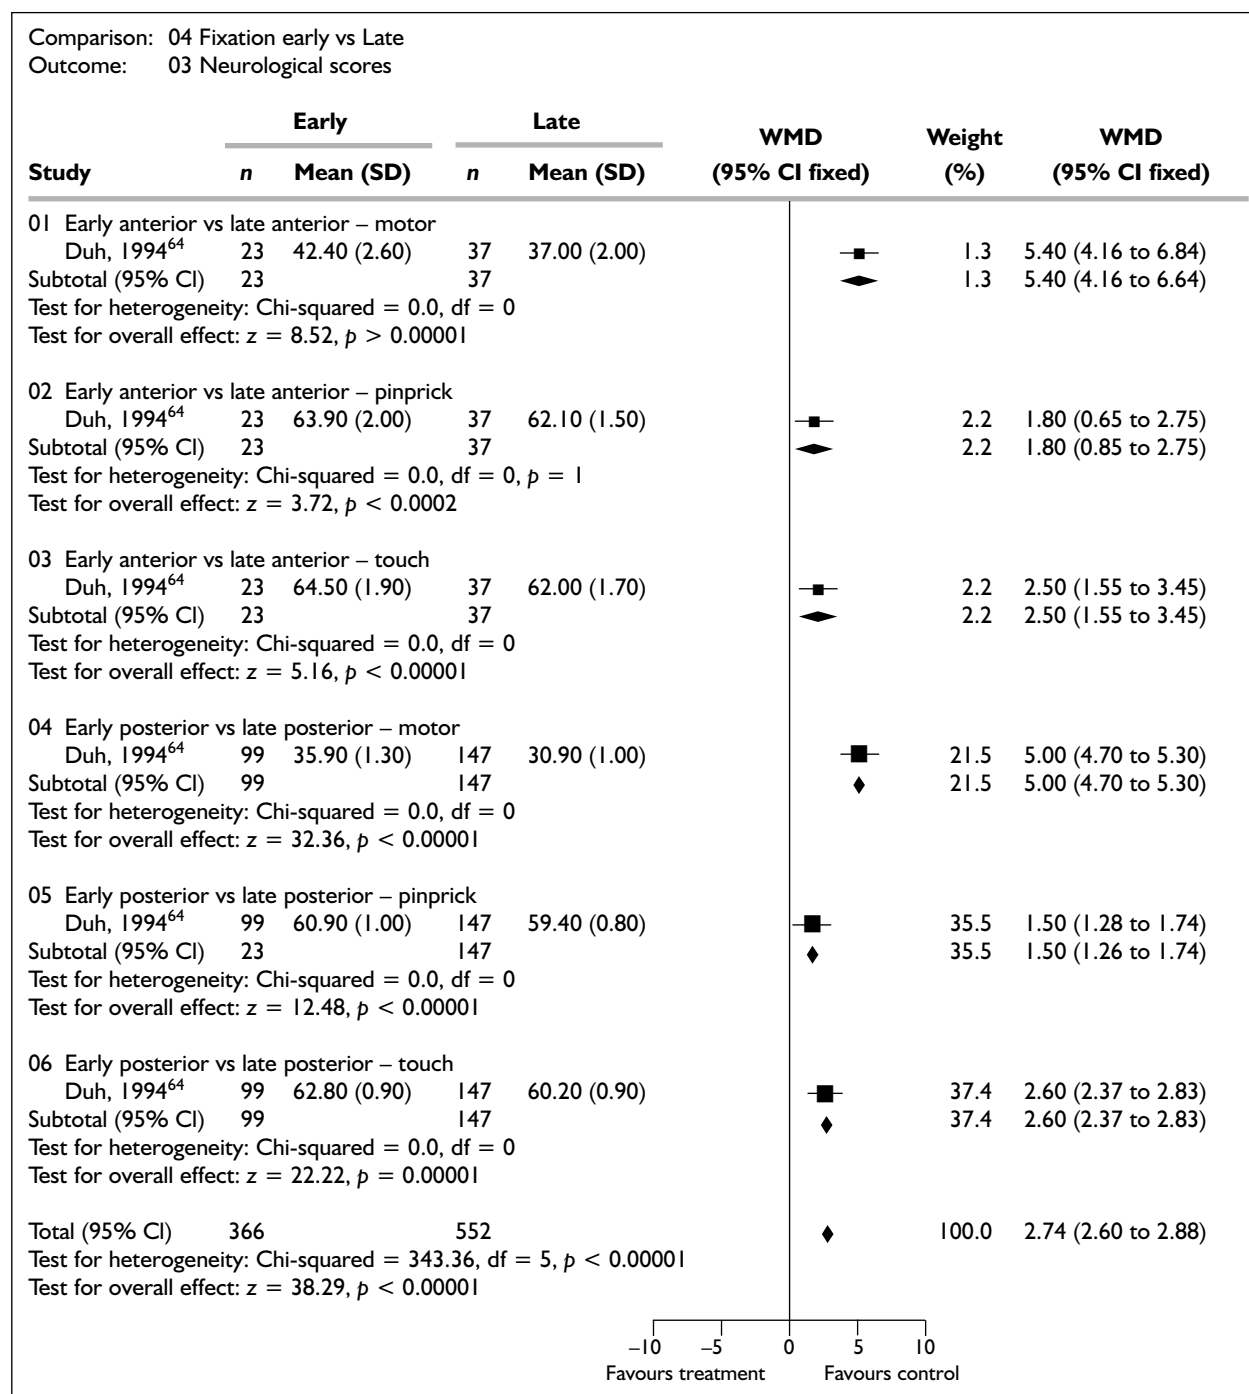 Comparison: 04 Fixation early vs Late
Outcome: 03 Neurological scores
Early Late WMD Weight WMD
Study n Mean (SD) n Mean (SD) (95% CI fixed) (%) (95% CI fixed)
01 Early anterior vs late anterior – motor
Duh, 1994⁶⁴ 23 42.40 (2.60) 37 37.00 (2.00) 1.3 5.40 (4.16 to 6.84)
Subtotal (95% CI) 23 37 1.3 5.40 (4.16 to 6.64)
Test for heterogeneity: Chi-squared = 0.0, df = 0
Test for overall effect: z = 8.52, p > 0.00001
02 Early anterior vs late anterior – pinprick
Duh, 1994⁶⁴ 23 63.90 (2.00) 37 62.10 (1.50) 2.2 1.80 (0.65 to 2.75)
Subtotal (95% CI) 23 37 2.2 1.80 (0.85 to 2.75)
Test for heterogeneity: Chi-squared = 0.0, df = 0, p = 1
Test for overall effect: z = 3.72, p < 0.0002
03 Early anterior vs late anterior – touch
Duh, 1994⁶⁴ 23 64.50 (1.90) 37 62.00 (1.70) 2.2 2.50 (1.55 to 3.45)
Subtotal (95% CI) 23 37 2.2 2.50 (1.55 to 3.45)
Test for heterogeneity: Chi-squared = 0.0, df = 0
Test for overall effect: z = 5.16, p < 0.00001
04 Early posterior vs late posterior – motor
Duh, 1994⁶⁴ 99 35.90 (1.30) 147 30.90 (1.00) 21.5 5.00 (4.70 to 5.30)
Subtotal (95% CI) 99 147 21.5 5.00 (4.70 to 5.30)
Test for heterogeneity: Chi-squared = 0.0, df = 0
Test for overall effect: z = 32.36, p < 0.00001
05 Early posterior vs late posterior – pinprick
Duh, 1994⁶⁴ 99 60.90 (1.00) 147 59.40 (0.80) 35.5 1.50 (1.28 to 1.74)
Subtotal (95% CI) 23 147 35.5 1.50 (1.26 to 1.74)
Test for heterogeneity: Chi-squared = 0.0, df = 0
Test for overall effect: z = 12.48, p < 0.00001
06 Early posterior vs late posterior – touch
Duh, 1994⁶⁴ 99 62.80 (0.90) 147 60.20 (0.90) 37.4 2.60 (2.37 to 2.83)
Subtotal (95% CI) 99 147 37.4 2.60 (2.37 to 2.83)
Test for heterogeneity: Chi-squared = 0.0, df = 0
Test for overall effect: z = 22.22, p = 0.00001
Total (95% CI) 366 552 100.0 2.74 (2.60 to 2.88)
Test for heterogeneity: Chi-squared = 343.36, df = 5, p < 0.00001
Test for overall effect: z = 38.29, p < 0.00001
–10 –5 0 5 10
Favours treatment Favours control